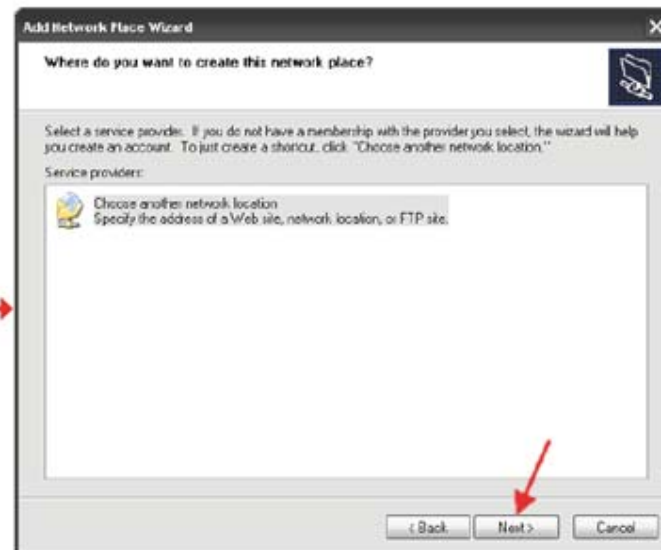 Add Network Place Wizard
Where do you want to create this network place?
Select a service provider. If you do not have a membership with the provider you select, the wizard will help
you create an account. To just create a shortcut, click "Choose another network location."
Service providers:
Choose another network location
Specify the address of a Web site, network location, or FTP site.
< Back
Next >
Cancel